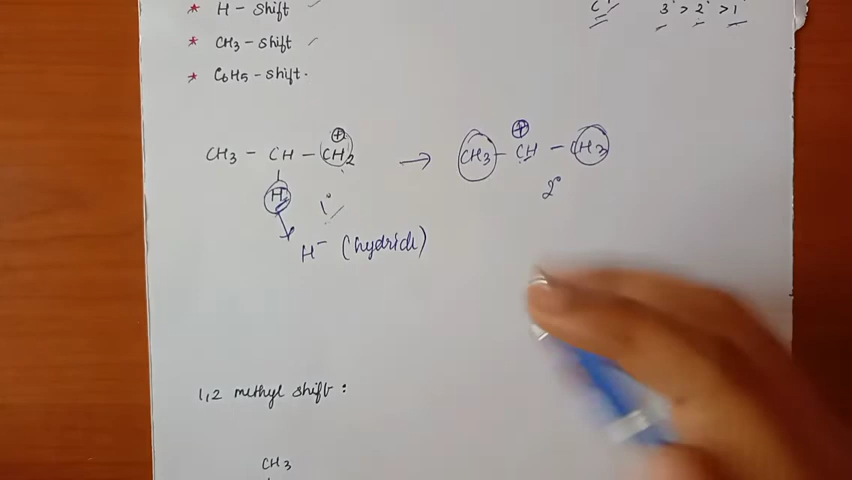 * H - Shift
C⁺ 3° > 2° > 1°
* CH3 - shift
* C6H5 - shift.
CH3 - CH - CH2 ⊕ → CH3 - CH ⊕ - CH3
H 1° 2°
H⁻ (hydride)
1,2 methyl shift :
CH3